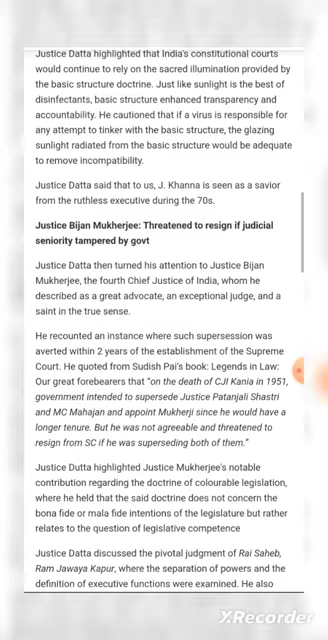 Justice Datta highlighted that India's constitutional courts
would continue to rely on the sacred illumination provided by
the basic structure doctrine. Just like sunlight is the best of
disinfectants, basic structure enhanced transparency and
accountability. He cautioned that if a virus is responsible for
any attempt to tinker with the basic structure, the glazing
sunlight radiated from the basic structure would be adequate
to remove incompatibility.
Justice Datta said that to us, J. Khanna is seen as a savior
from the ruthless executive during the 70s.
Justice Bijan Mukherjee: Threatened to resign if judicial
seniority tampered by govt
Justice Datta then turned his attention to Justice Bijan
Mukherjee, the fourth Chief Justice of India, whom he
described as a great advocate, an exceptional judge, and a
saint in the true sense.
He recounted an instance where such supersession was
averted within 2 years of the establishment of the Supreme
Court. He quoted from Sudish Pai's book: Legends in Law:
Our great forebearers that "on the death of CJI Kania in 1951,
government intended to supersede Justice Patanjali Shastri
and MC Mahajan and appoint Mukherji since he would have a
longer tenure. But he was not agreeable and threatened to
resign from SC if he was superseding both of them."
Justice Dutta highlighted Justice Mukherjee's notable
contribution regarding the doctrine of colourable legislation,
where he held that the said doctrine does not concern the
bona fide or mala fide intentions of the legislature but rather
relates to the question of legislative competence
Justice Datta discussed the pivotal judgment of Rai Saheb,
Ram Jawaya Kapur, where the separation of powers and the
definition of executive functions were examined. He also
XRecorder